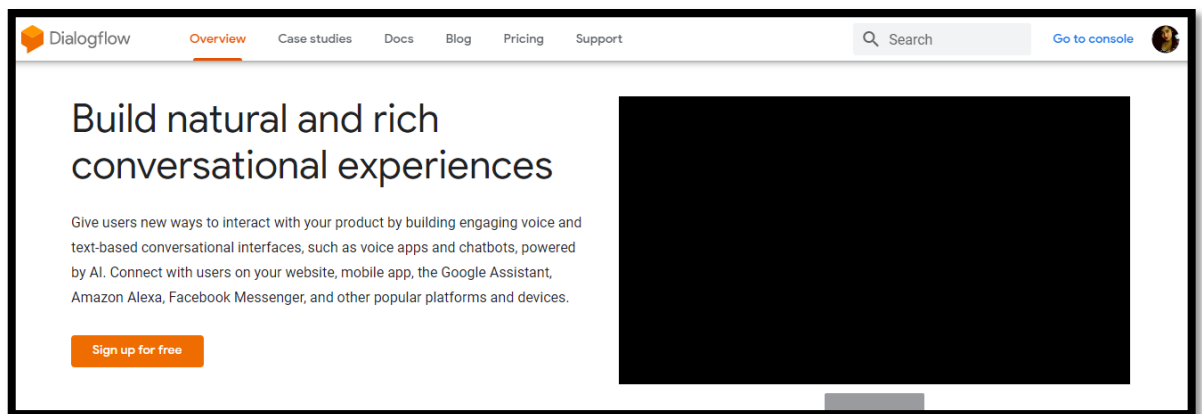 Dialogflow
Overview
Case studies
Docs
Blog
Pricing
Support
Search
Go to console
Build natural and rich
conversational experiences
Give users new ways to interact with your product by building engaging voice and
text-based conversational interfaces, such as voice apps and chatbots, powered
by AI. Connect with users on your website, mobile app, the Google Assistant,
Amazon Alexa, Facebook Messenger, and other popular platforms and devices.
Sign up for free